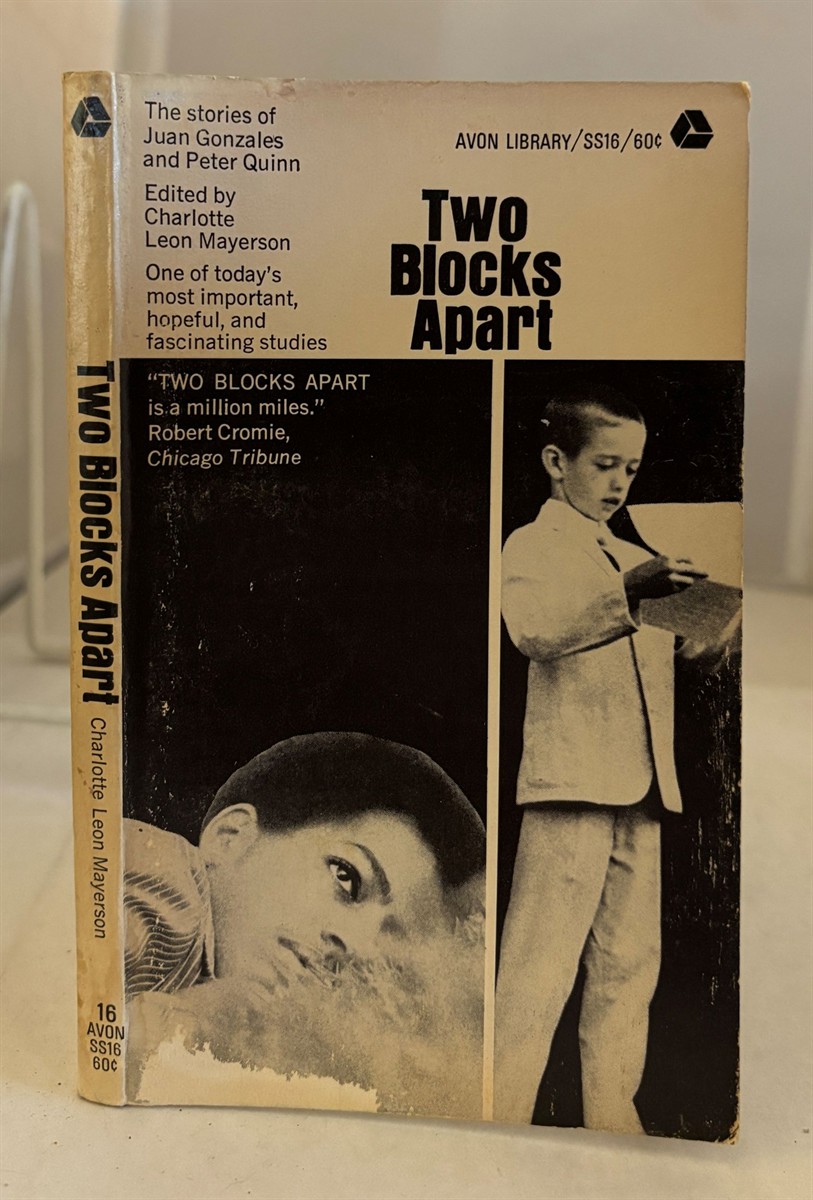 The stories of
Juan Gonzales
and Peter Quinn
Edited by
Charlotte
Leon Mayerson
One of today's
most important,
hopeful, and
fascinating studies
AVON LIBRARY/SS16/60¢
Two
Blocks
Apart
"TWO BLOCKS APART
is a million miles."
Robert Cromie,
Chicago Tribune
Two Blocks Apart Charlotte Leon Mayerson
16
AVON
SS16
60¢